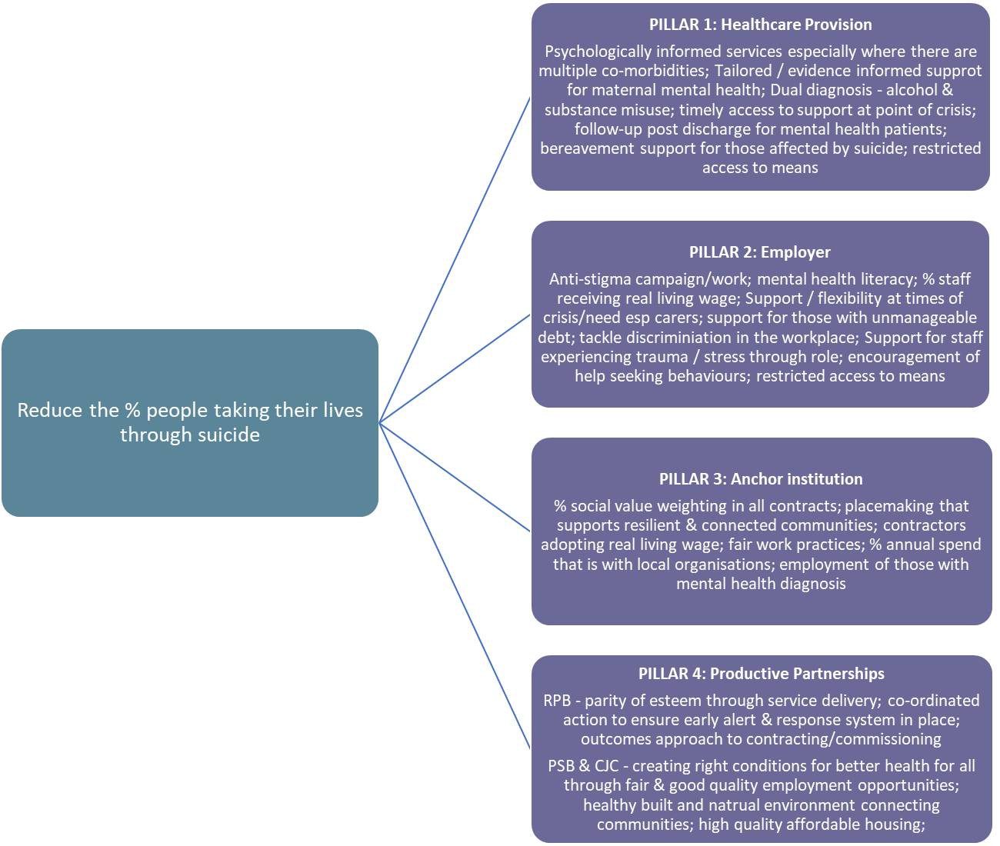 Reduce the % people taking their lives
through suicide
PILLAR 1: Healthcare Provision
Psychologically informed services especially where there are
multiple co-morbidities; Tailored / evidence informed supprot
for maternal mental health; Dual diagnosis - alcohol &
substance misuse; timely access to support at point of crisis;
follow-up post discharge for mental health patients;
bereavement support for those affected by suicide; restricted
access to means
PILLAR 2: Employer
Anti-stigma campaign/work; mental health literacy; % staff
receiving real living wage; Support / flexibility at times of
crisis/need esp carers; support for those with unmanageable
debt; tackle discriminiation in the workplace; Support for staff
experiencing trauma / stress through role; encouragement of
help seeking behaviours; restricted access to means
PILLAR 3: Anchor institution
% social value weighting in all contracts; placemaking that
supports resilient & connected communities; contractors
adopting real living wage; fair work practices; % annual spend
that is with local organisations; employment of those with
mental health diagnosis
PILLAR 4: Productive Partnerships
RPB - parity of esteem through service delivery; co-ordinated
action to ensure early alert & response system in place;
outcomes approach to contracting/commissioning
PSB & CJC - creating right conditions for better health for all
through fair & good quality employment opportunities;
healthy built and natrual environment connecting
communities; high quality affordable housing;